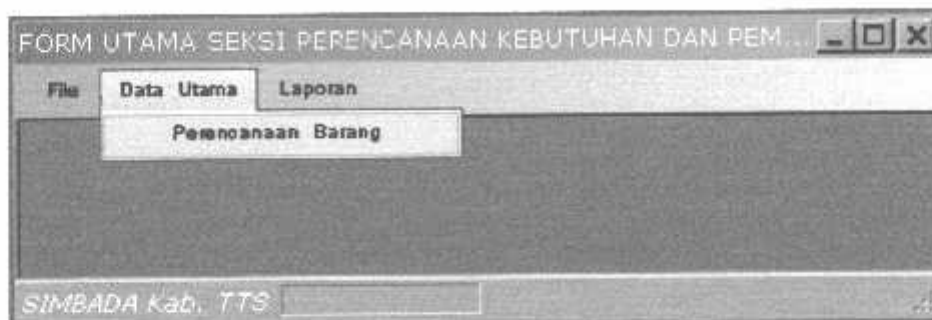 FORM UTAMA SEKSI PERENCANAAN KEBUTUHAN DAN PEM...
File Data Utama Laporan
Perencanaan Barang
SIMBADA Kab. TTS